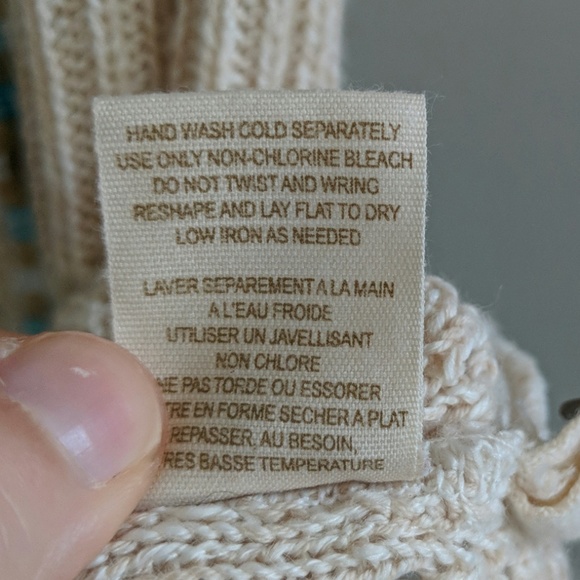 HAND WASH COLD SEPARATELY
USE ONLY NON-CHLORINE BLEACH
DO NOT TWIST AND WRING
RESHAPE AND LAY FLAT TO DRY
LOW IRON AS NEEDED
LAVER SEPAREMENT A LA MAIN
A L'EAU FROIDE
UTILISER UN JAVELLISANT
NON CHLORE
NE PAS TORDE OU ESSORER
EN FORME SECHER A PLAT
REPASSER, AU BESOIN,
BASSE TEMPERATURE